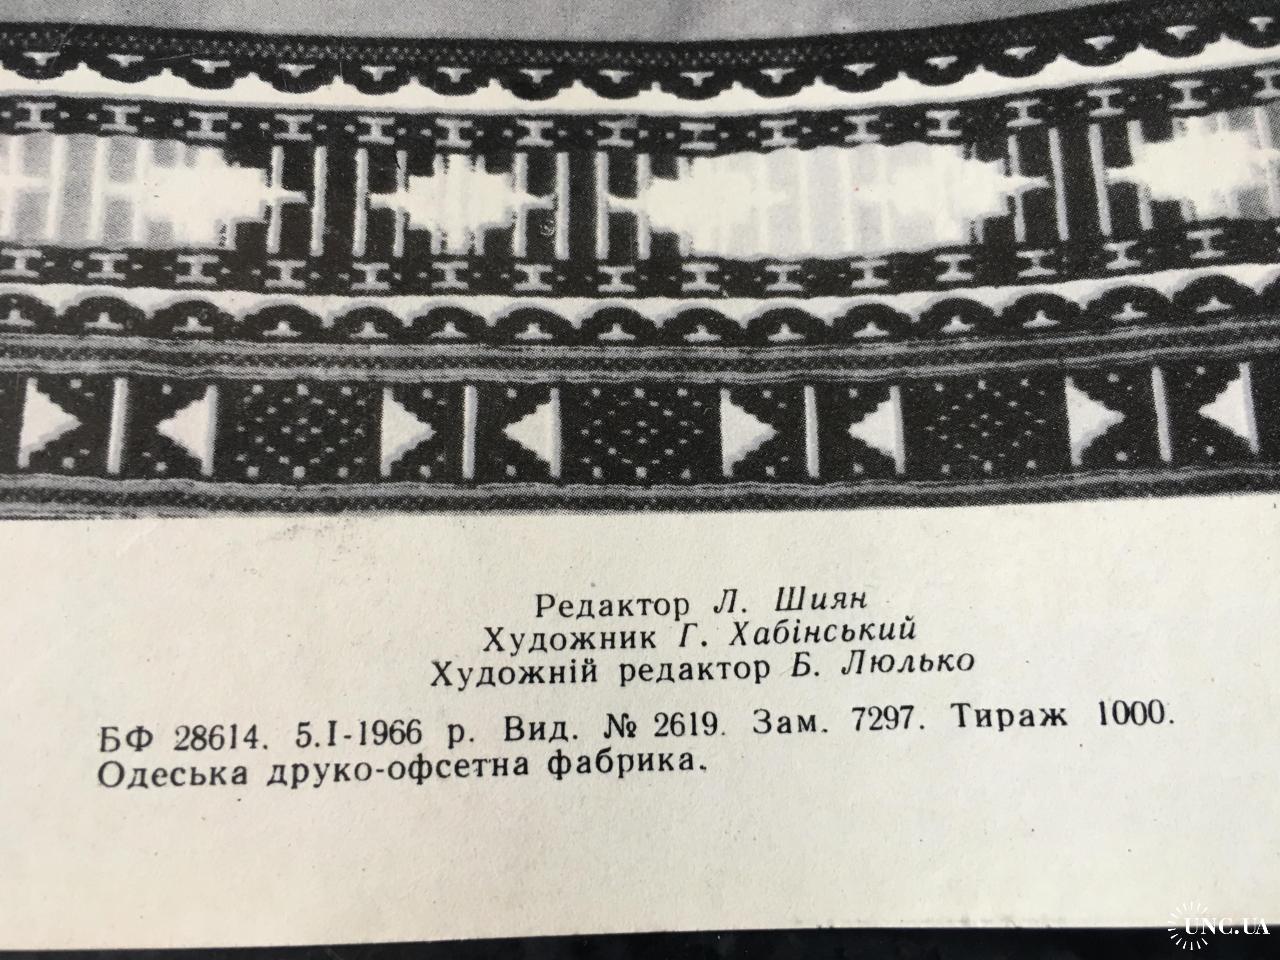 Редактор Л. Шиян
Художник Г. Хабінський
Художній редактор Б. Люлько
БФ 28614. 5.I-1966 р. Вид. № 2619. Зам. 7297. Тираж 1000.
Одеська друко-офсетна фабрика.
UNC.UA